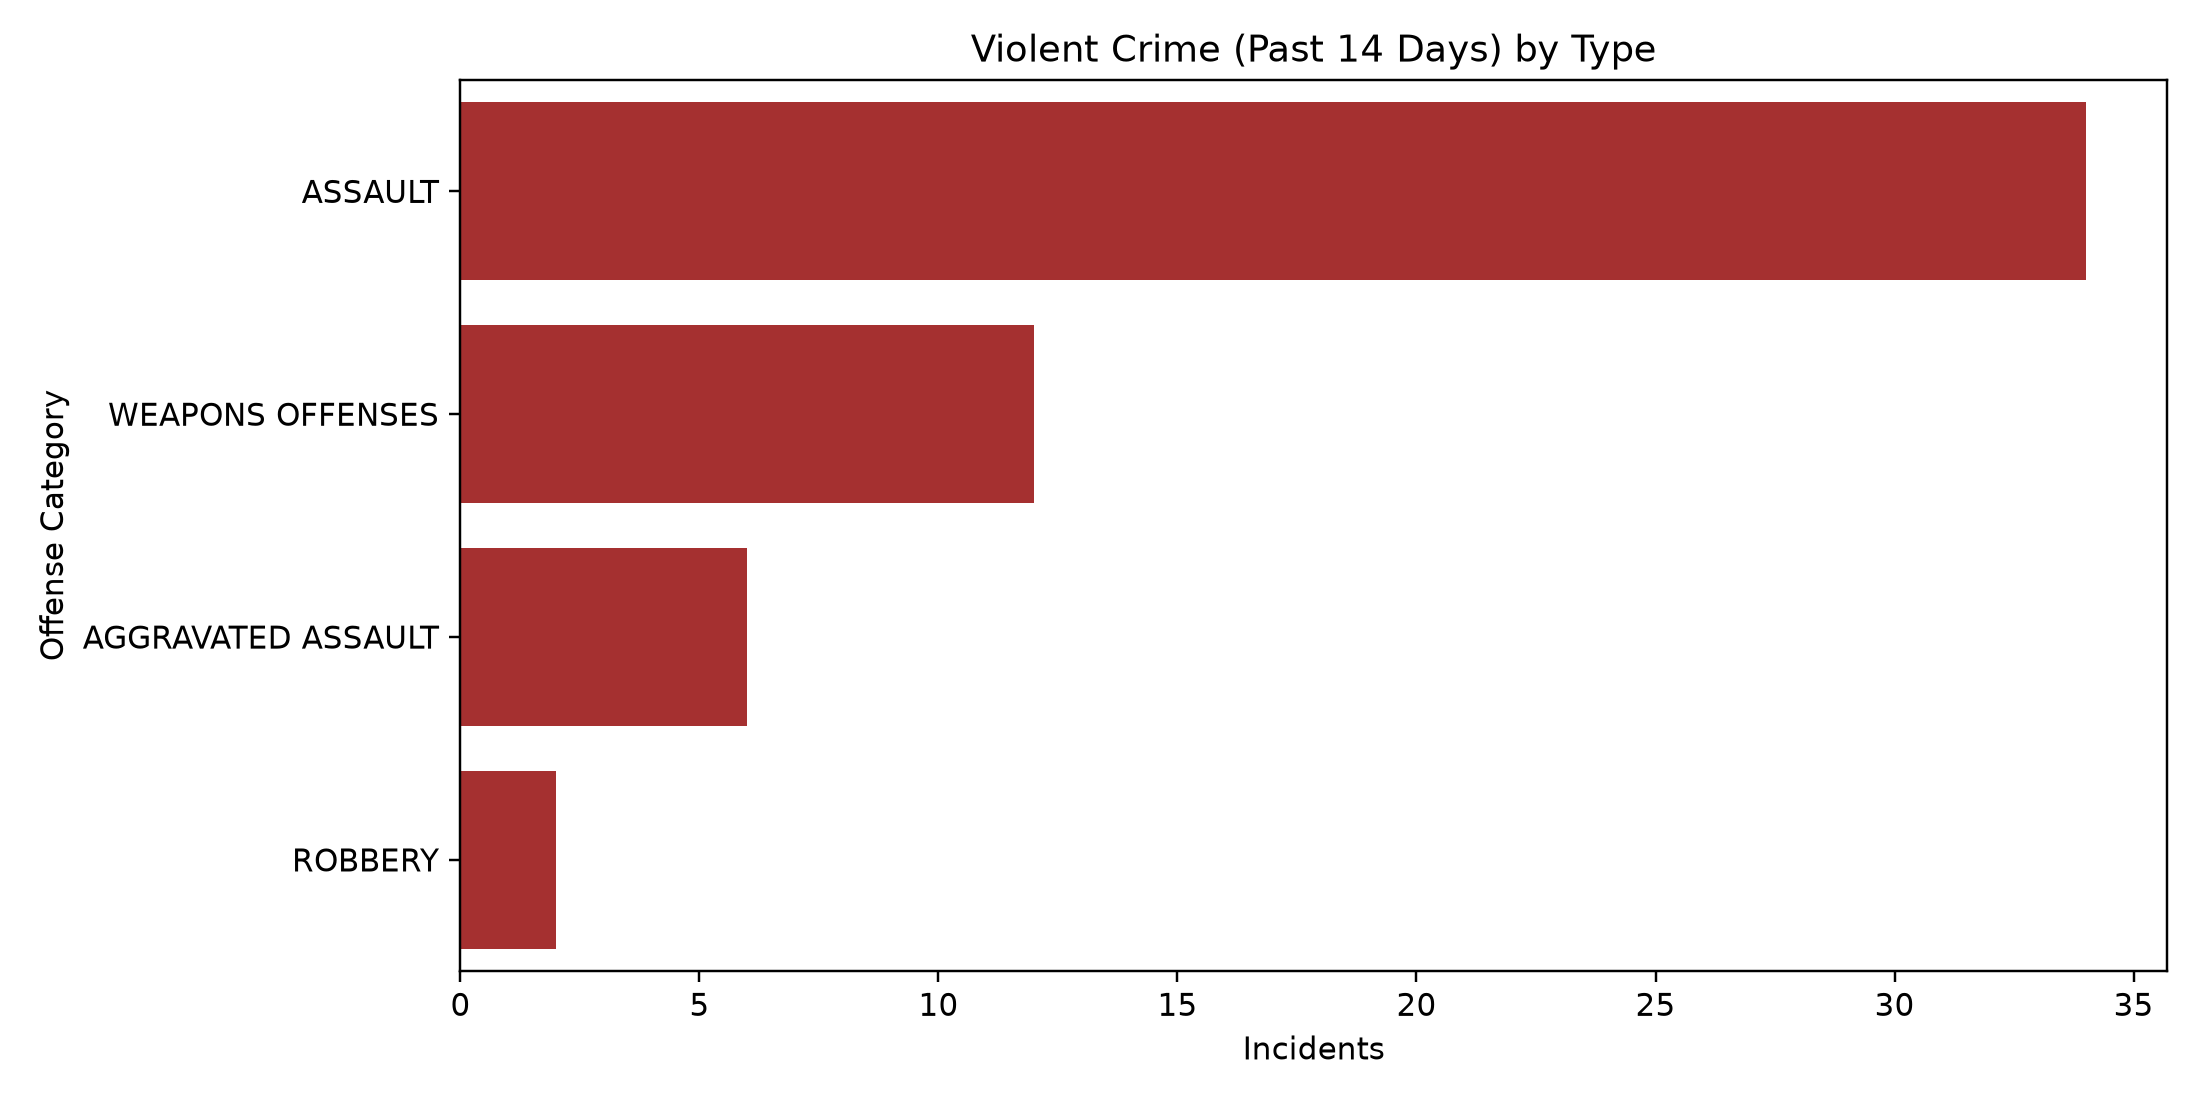 Violent Crime (Past 14 Days) by Type
Offense Category
ASSAULT
WEAPONS OFFENSES
AGGRAVATED ASSAULT
ROBBERY
0 5 10 15 20 25 30 35
Incidents